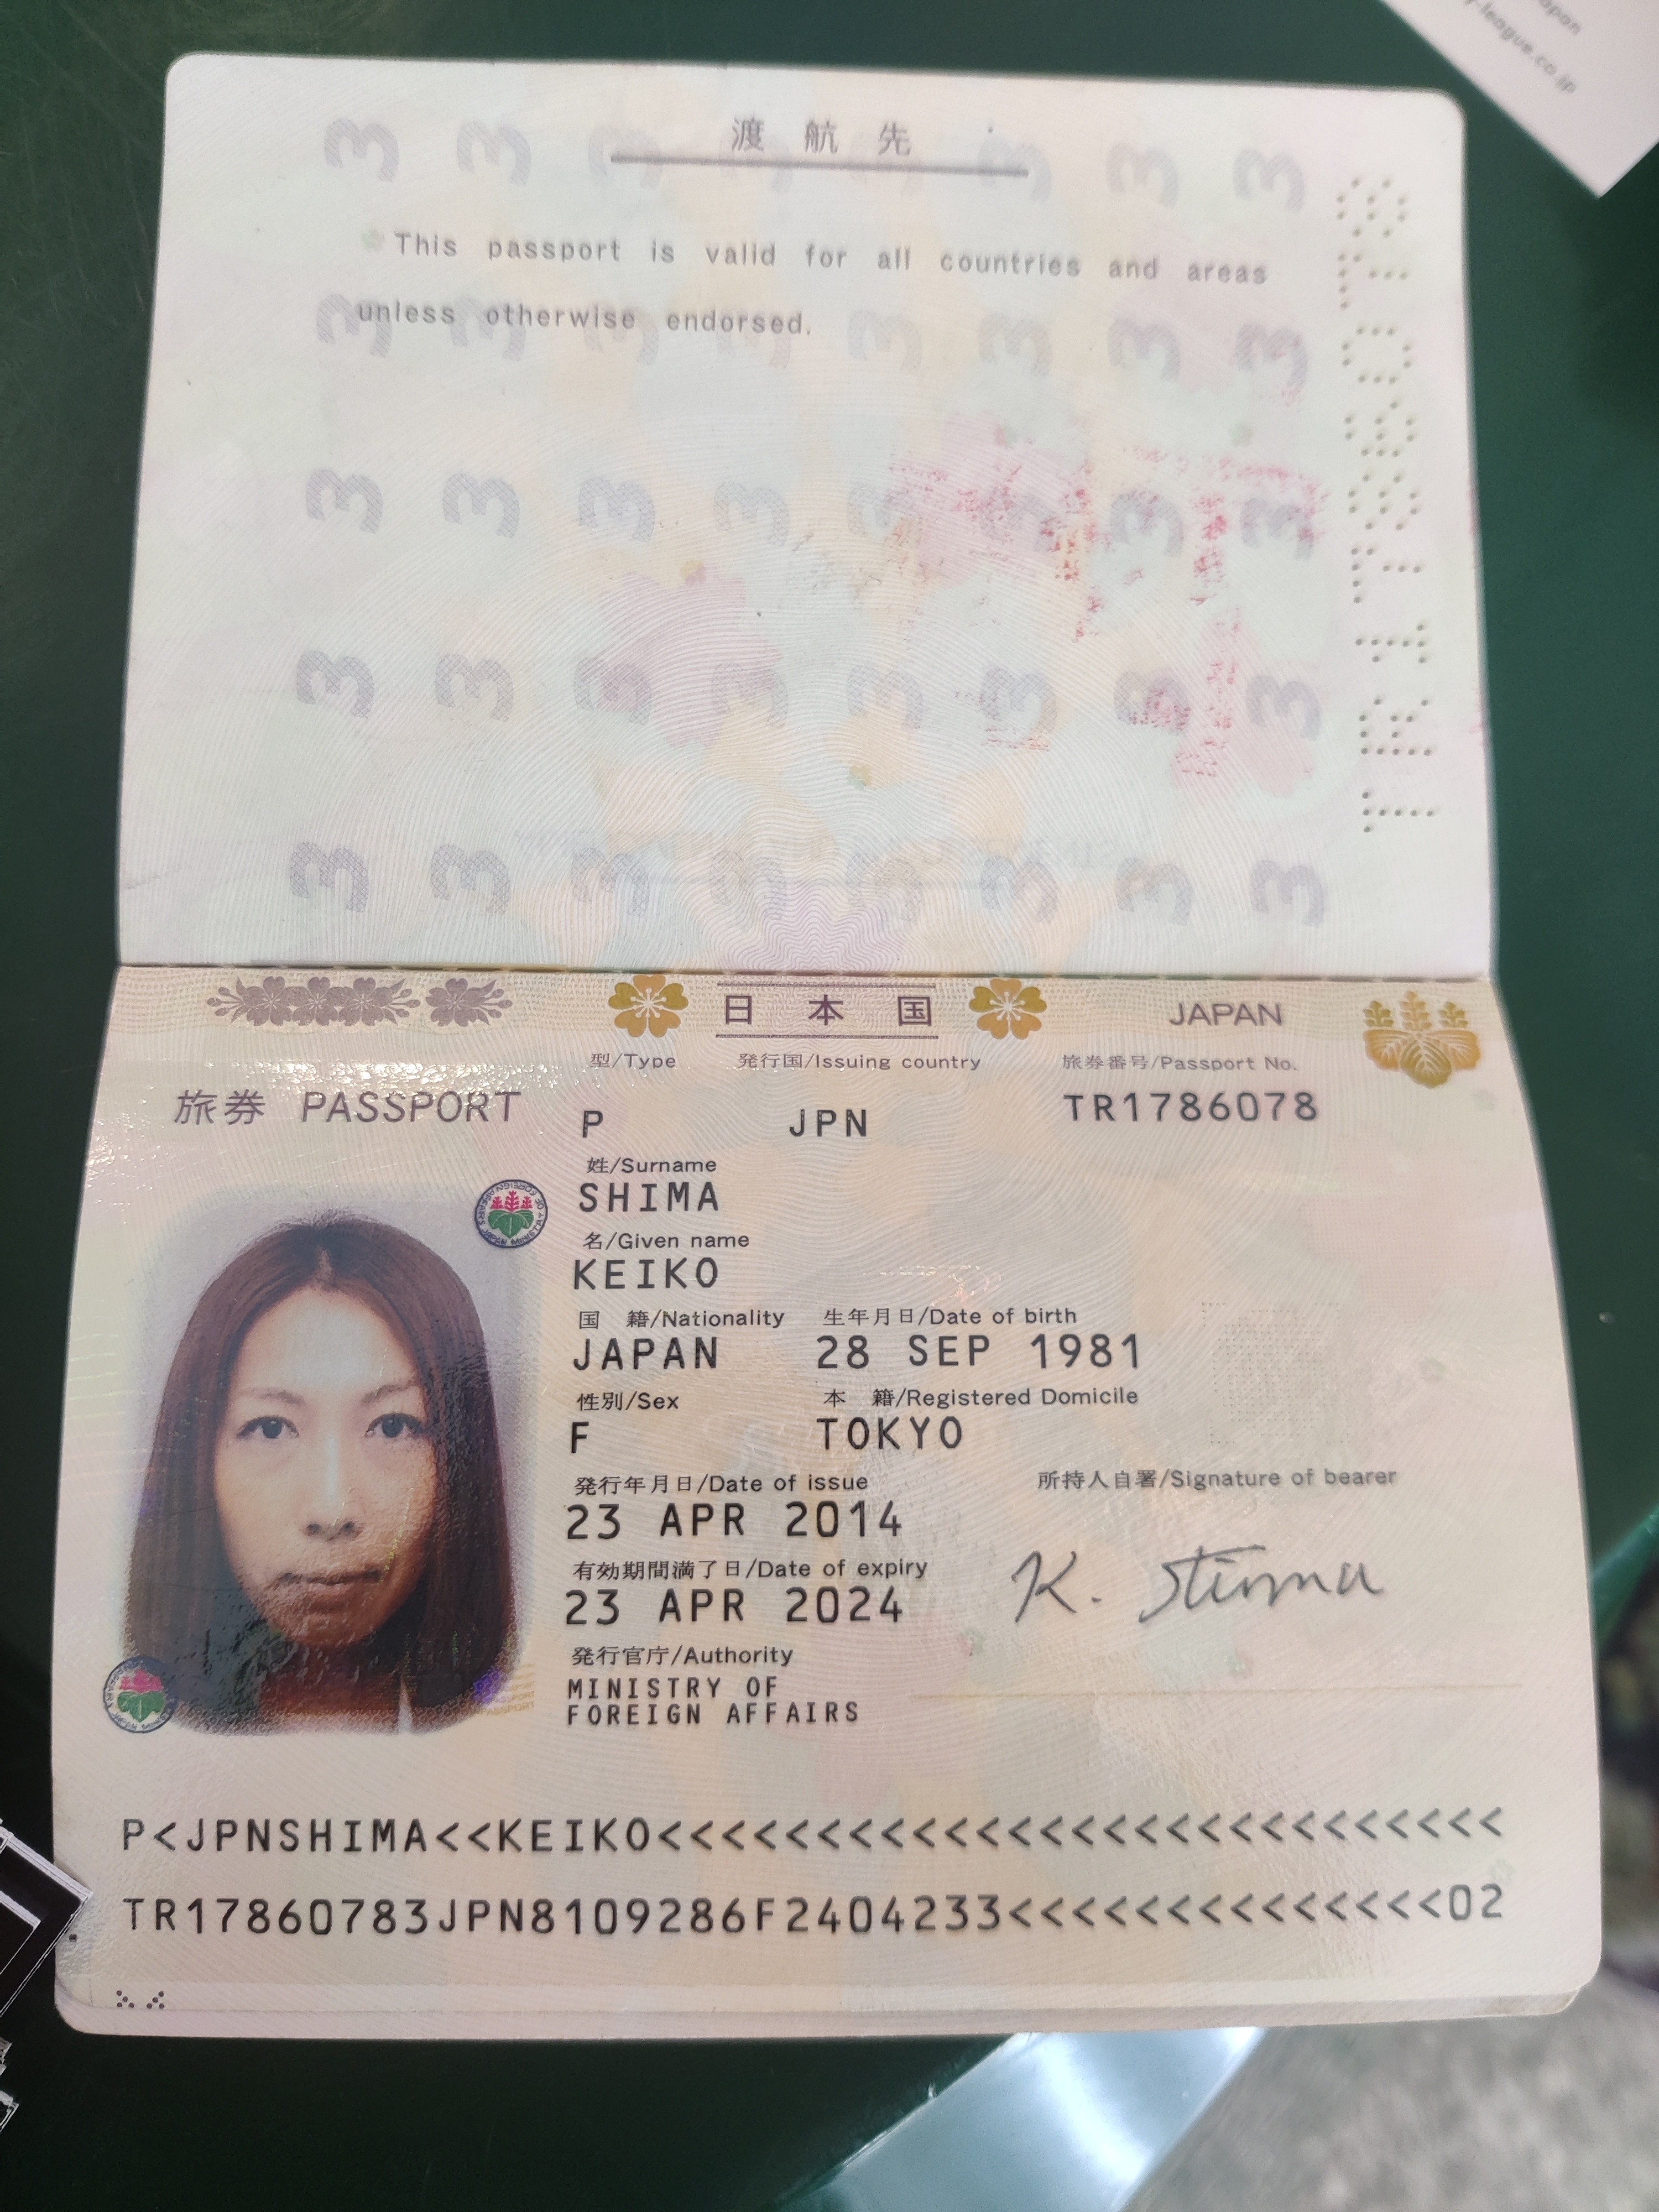 渡航先
This passport is valid for all countries and areas
unless otherwise endorsed.
TR1786078
日本国
JAPAN
旅券 PASSPORT
型/Type 発行国/Issuing country 旅券番号/Passport No.
P JPN TR1786078
姓/Surname
SHIMA
名/Given name
KEIKO
国 籍/Nationality 生年月日/Date of birth
JAPAN 28 SEP 1981
性別/Sex 本 籍/Registered Domicile
F TOKYO
発行年月日/Date of issue 所持人自署/Signature of bearer
23 APR 2014
有効期間満了日/Date of expiry
23 APR 2024 K. Shima
発行官庁/Authority
MINISTRY OF
FOREIGN AFFAIRS
P<JPNSHIMA<<KEIKO<<<<<<<<<<<<<<<<<<<<<<<<<<<
TR17860783JPN8109286F2404233<<<<<<<<<<<<<<02